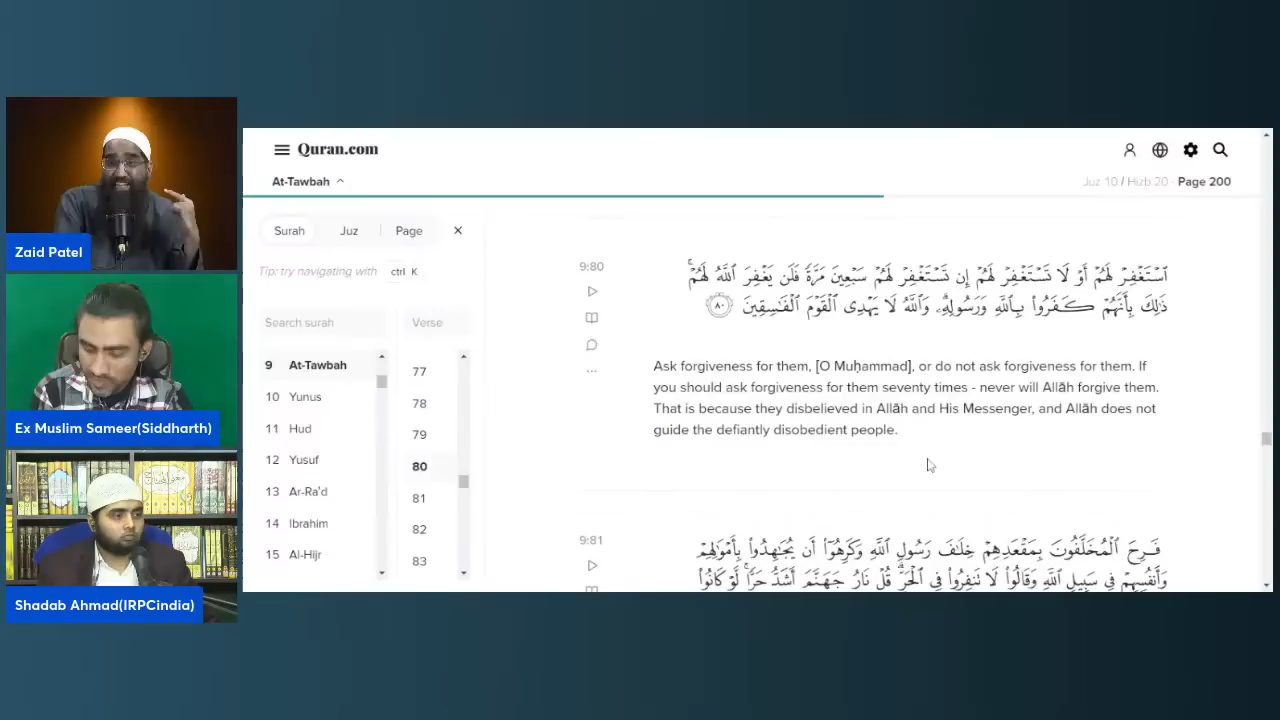 Zaid Patel
Ex Muslim Sameer(Siddharth)
Shadab Ahmad(IRPCindia)
Quran.com
At-Tawbah
Juz 10 / Hizb 20 - Page 200
Surah
Juz
Page
Tip: try navigating with ctrl K
Search surah
Verse
9 At-Tawbah
10 Yunus
11 Hud
12 Yusuf
13 Ar-Ra'd
14 Ibrahim
15 Al-Hijr
77
78
79
80
81
82
83
9:80
ٱسْتَغْفِرْ لَهُمْ أَوْ لَا تَسْتَغْفِرْ لَهُمْ إِن تَسْتَغْفِرْ لَهُمْ سَبْعِينَ مَرَّةً فَلَن يَغْفِرَ ٱللَّهُ لَهُمْ ۚ
ذَٰلِكَ بِأَنَّهُمْ كَفَرُوا۟ بِٱللَّهِ وَرَسُولِهِۦ ۗ وَٱللَّهُ لَا يَهْدِى ٱلْقَوْمَ ٱلْفَـٰسِقِينَ ٨٠
Ask forgiveness for them, [O Muḥammad], or do not ask forgiveness for them. If
you should ask forgiveness for them seventy times - never will Allāh forgive them.
That is because they disbelieved in Allāh and His Messenger, and Allāh does not
guide the defiantly disobedient people.
9:81
فَرِحَ ٱلْمُخَلَّفُونَ بِمَقْعَدِهِمْ خِلَـٰفَ رَسُولِ ٱللَّهِ وَكَرِهُوٓا۟ أَن يُجَـٰهِدُوا۟ بِأَمْوَٰلِهِمْ
وَأَنفُسِهِمْ فِى سَبِيلِ ٱللَّهِ وَقَالُوا۟ لَا تَنفِرُوا۟ فِى ٱلْحَرِّ ۗ قُلْ نَارُ جَهَنَّمَ أَشَدُّ حَرًّا ۚ لَّوْ كَانُوا۟